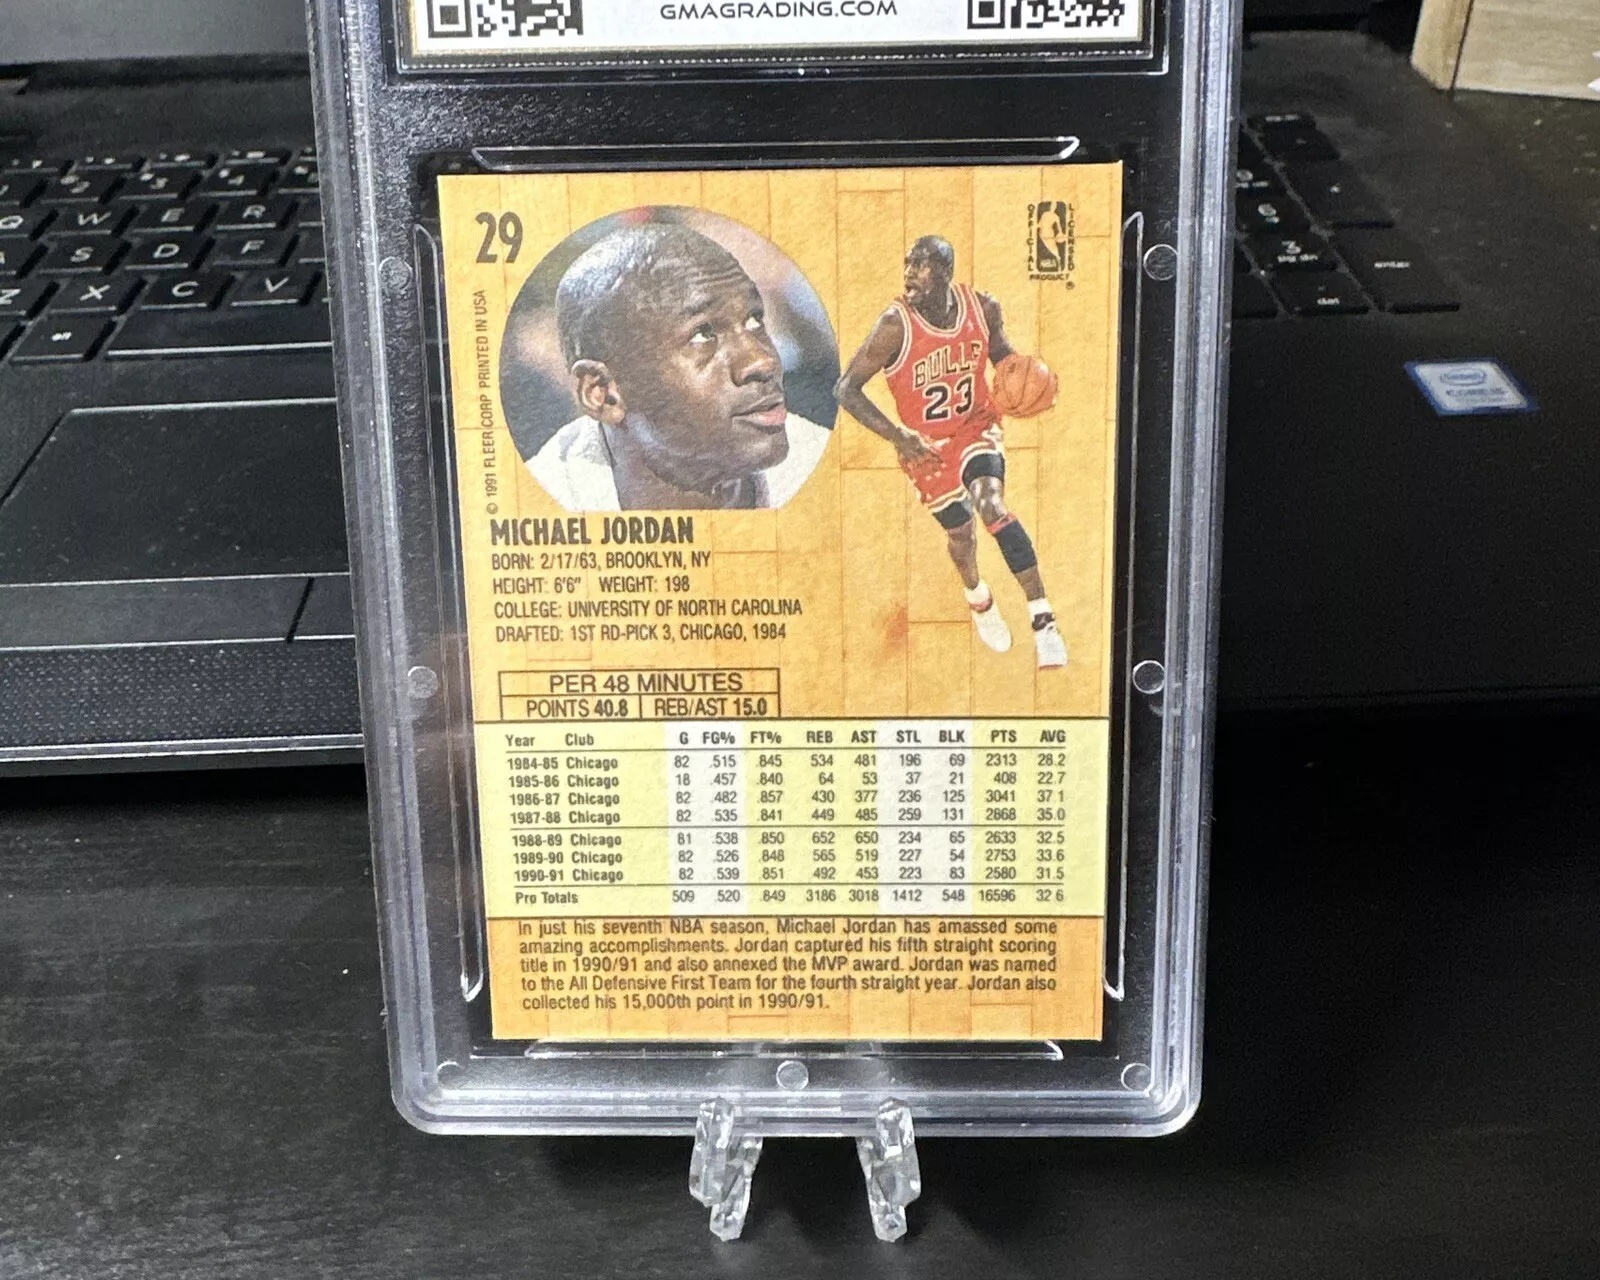 GMAGRADING.COM
29
OFFICIAL LICENSED
PRODUCT
®
© 1991 FLEER CORP PRINTED IN USA
BULLS
23
MICHAEL JORDAN
BORN: 2/17/63, BROOKLYN, NY
HEIGHT: 6'6" WEIGHT: 198
COLLEGE: UNIVERSITY OF NORTH CAROLINA
DRAFTED: 1ST RD-PICK 3, CHICAGO, 1984
PER 48 MINUTES
POINTS 40.8 REB/AST 15.0
Year Club G FG% FT% REB AST STL BLK PTS AVG
1984-85 Chicago 82 .515 .845 534 481 196 69 2313 28.2
1985-86 Chicago 18 .457 .840 64 53 37 21 408 22.7
1986-87 Chicago 82 .482 .857 430 377 236 125 3041 37.1
1987-88 Chicago 82 .535 .841 449 485 259 131 2868 35.0
1988-89 Chicago 81 .538 .850 652 650 234 65 2633 32.5
1989-90 Chicago 82 .526 .848 565 519 227 54 2753 33.6
1990-91 Chicago 82 .539 .851 492 453 223 83 2580 31.5
Pro Totals 509 .520 .849 3186 3018 1412 548 16596 32.6
In just his seventh NBA season, Michael Jordan has amassed some
amazing accomplishments. Jordan captured his fifth straight scoring
title in 1990/91 and also annexed the MVP award. Jordan was named
to the All Defensive First Team for the fourth straight year. Jordan also
collected his 15,000th point in 1990/91.
Q W E R
S D F
Z X C V
intel
CORE i5